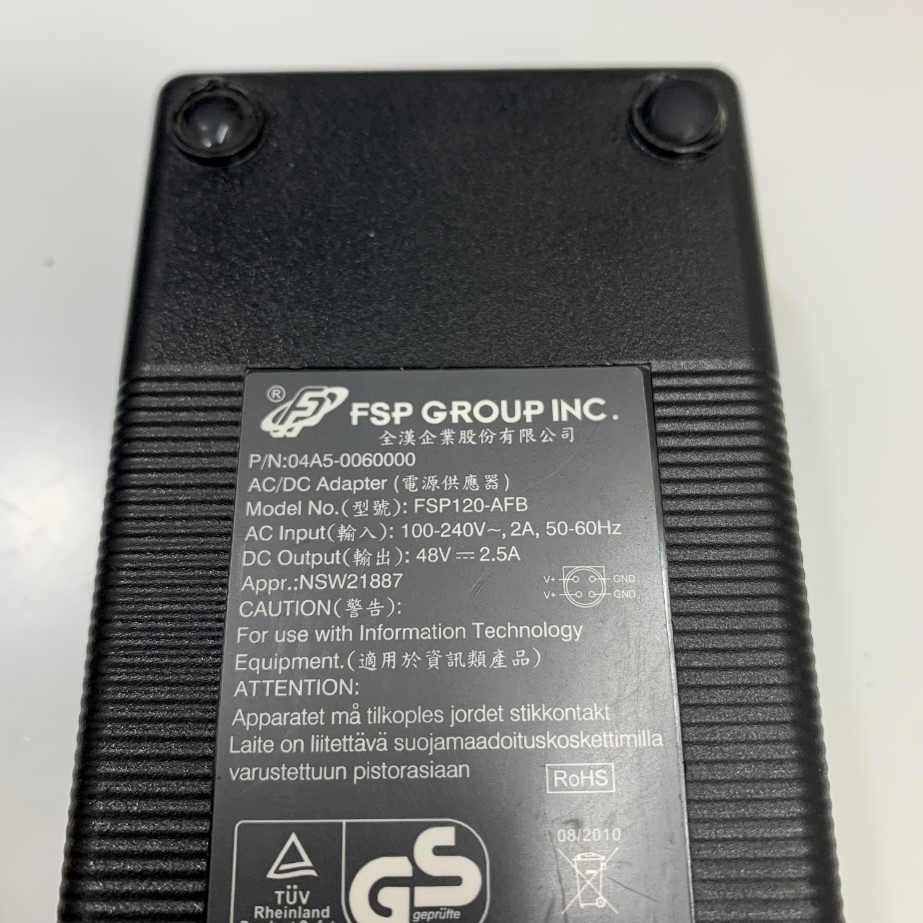 ® FSP GROUP INC.
全漢企業股份有限公司
P/N:04A5-0060000
AC/DC Adapter (電源供應器)
Model No.(型號): FSP120-AFB
AC Input(輸入): 100-240V~, 2A, 50-60Hz
DC Output(輸出): 48V⎓2.5A
Appr.:NSW21887
V+ GND
V+ GND
CAUTION(警告):
For use with Information Technology
Equipment.(適用於資訊類產品)
ATTENTION:
Apparatet må tilkoples jordet stikkontakt
Laite on liitettävä suojamaadoituskoskettimilla
varustettuun pistorasiaan
RoHS
08/2010
TÜV
Rheinland
GS
geprüfte